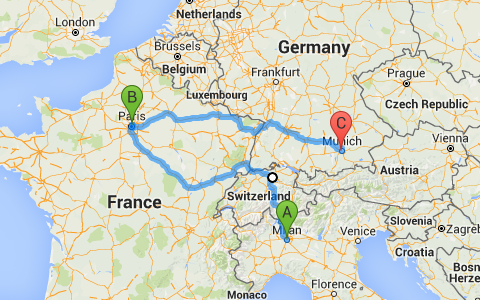 London
Netherlands
Brussels
Belgium
Germany
Frankfurt
Luxembourg
Prague
Czech Republic
B
Paris
C
Munich
Vienna
Austria
France
Switzerland
A
Milan
Venice
Slovenia
Zagreb
Croatia
Bosn
Herze
Florence
Monaco